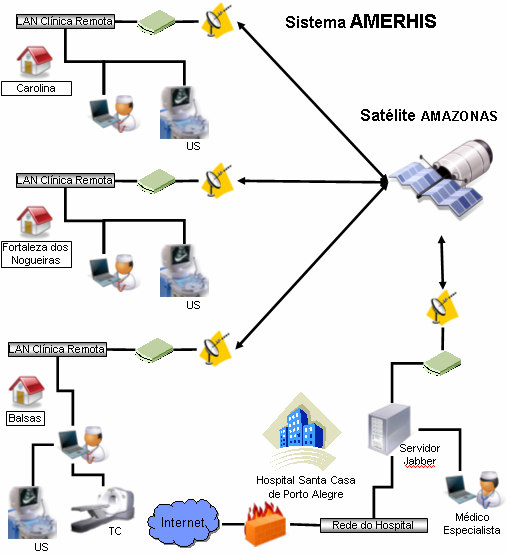 Sistema AMERHIS
LAN Clínica Remota
Carolina
US
Satélite AMAZONAS
LAN Clínica Remota
Fortaleza dos
Nogueiras
US
LAN Clínica Remota
Balsas
US
TC
Hospital Santa Casa
de Porto Alegre
Servidor
Jabber
Internet
Rede do Hospital
Médico
Especialista